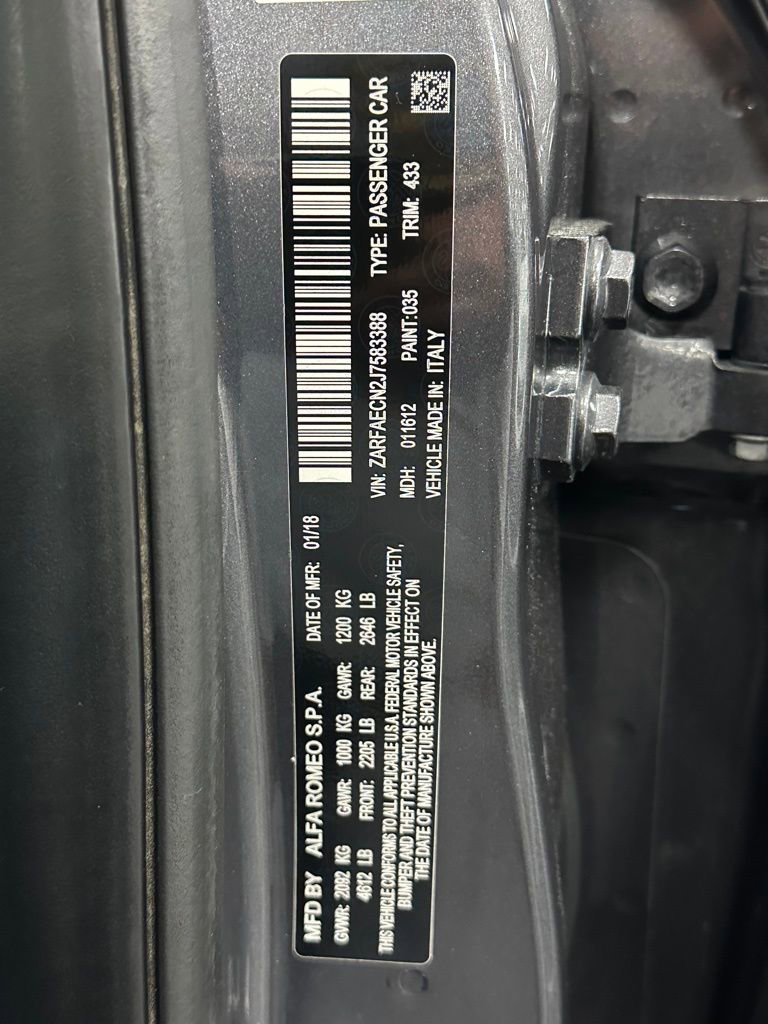 MFD BY ALFA ROMEO S.P.A. DATE OF MFR: 01/18
GVWR: 2092 KG GAWR: 1000 KG GAWR: 1200 KG
4612 LB FRONT: 2205 LB REAR: 2646 LB
THIS VEHICLE CONFORMS TO ALL APPLICABLE U.S.A. FEDERAL MOTOR VEHICLE SAFETY,
BUMPER AND THEFT PREVENTION STANDARDS IN EFFECT ON
THE DATE OF MANUFACTURE SHOWN ABOVE.
VIN: ZARFAECN2J7583388 TYPE: PASSENGER CAR
MDH: 011612 PAINT:035 TRIM: 433
VEHICLE MADE IN: ITALY